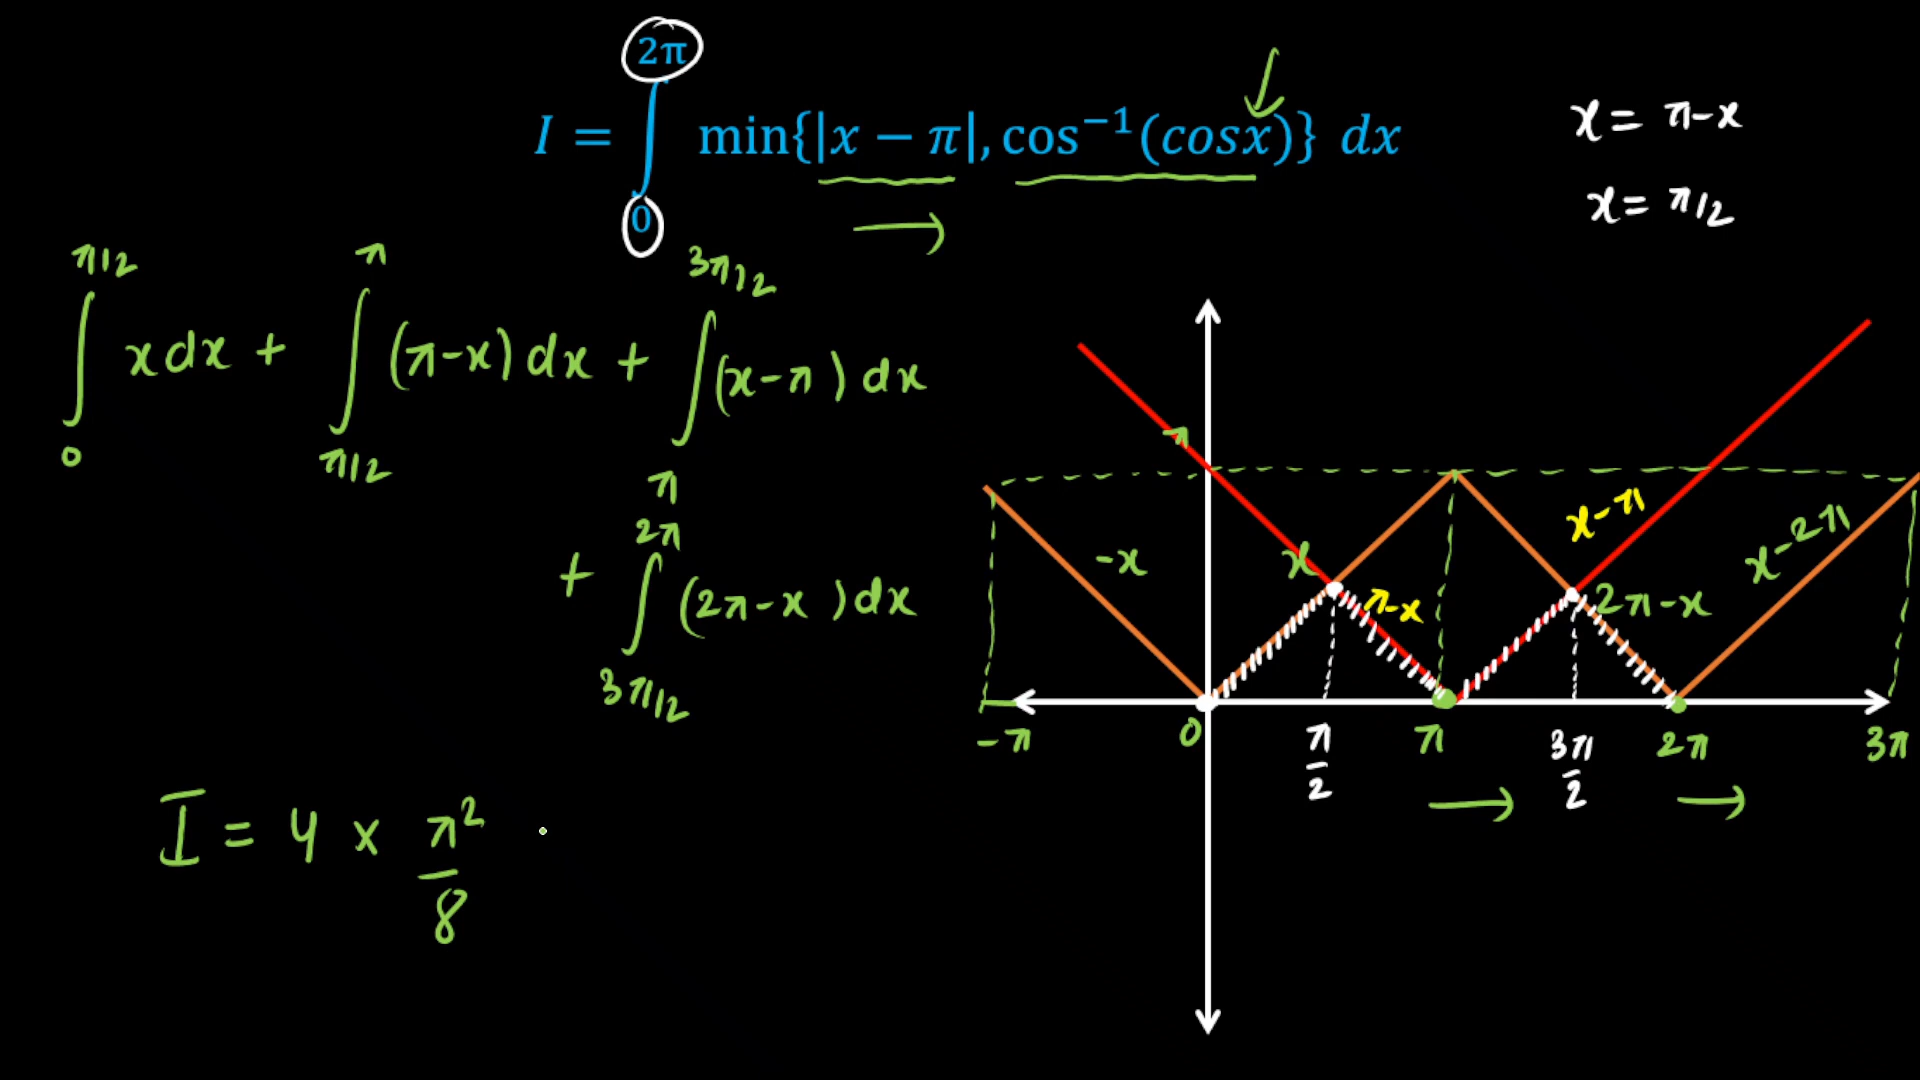 I = ∫₀^{2π} min{|x − π|, cos⁻¹(cosx)} dx
x = π-x
x = π/2
∫₀^{π/2} x dx + ∫_{π/2}^{π} (π-x) dx + ∫_{π}^{3π/2} (x-π) dx
+ ∫_{3π/2}^{2π} (2π-x) dx
I = 4 × π²/8
π
x-π
x-2π
-x
x
π-x
2π-x
-π 0 π/2 π 3π/2 2π 3π